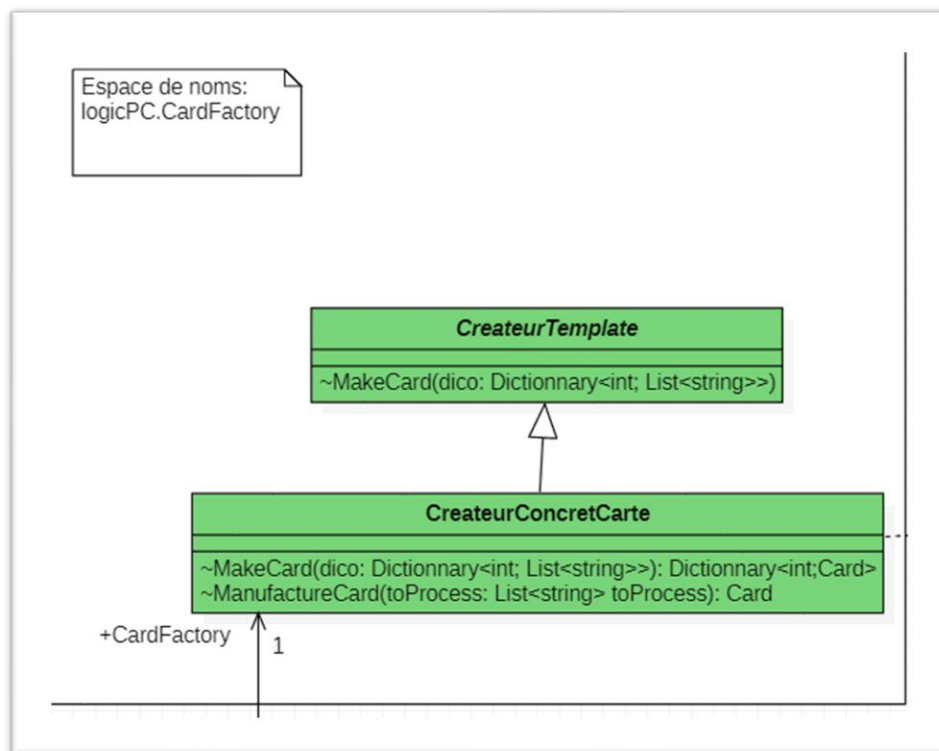 Espace de noms:
logicPC.CardFactory
CreateurTemplate
~MakeCard(dico: Dictionnary<int; List<string>>)
CreateurConcretCarte
~MakeCard(dico: Dictionnary<int; List<string>>): Dictionnary<int;Card>
~ManufactureCard(toProcess: List<string> toProcess): Card
+CardFactory
1